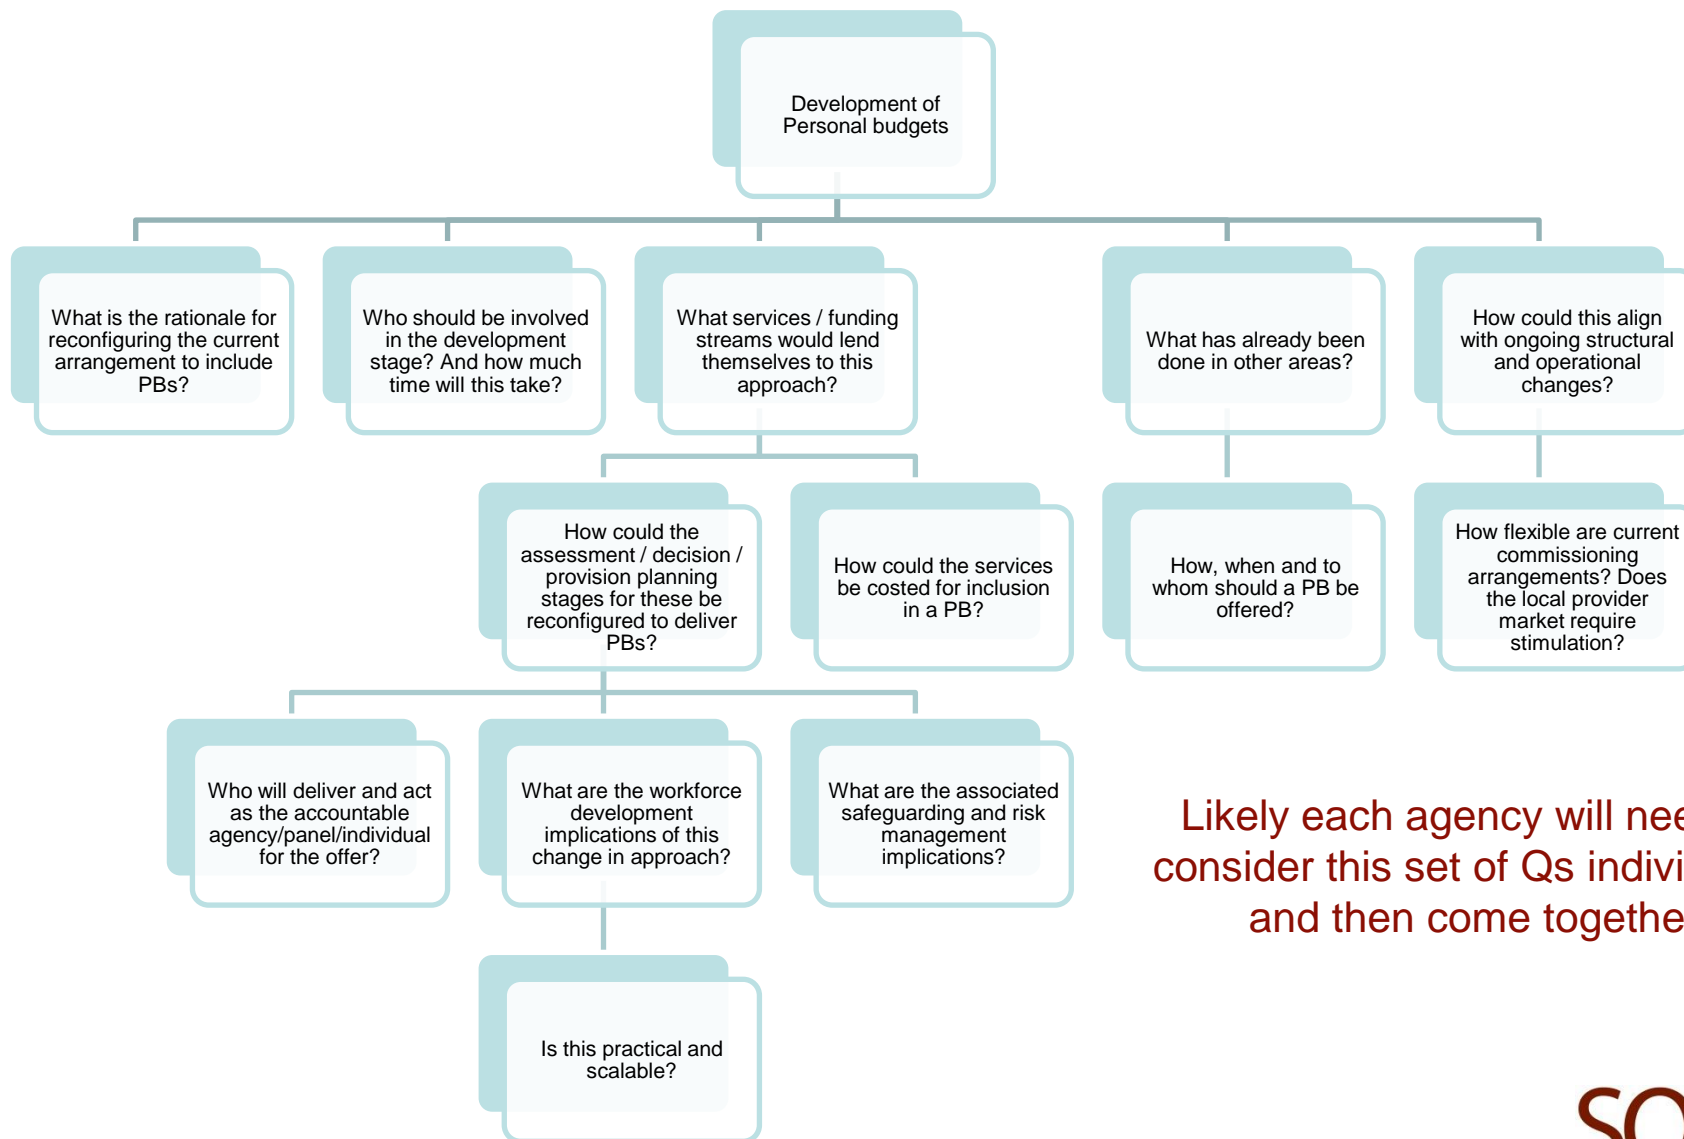 Development of
Personal budgets
What is the rationale for
reconfiguring the current
arrangement to include
PBs?
Who should be involved
in the development
stage? And how much
time will this take?
What services / funding
streams would lend
themselves to this
approach?
What has already been
done in other areas?
How could this align
with ongoing structural
and operational
changes?
How could the
assessment / decision /
provision planning
stages for these be
reconfigured to deliver
PBs?
How could the services
be costed for inclusion
in a PB?
How, when and to
whom should a PB be
offered?
How flexible are current
commissioning
arrangements? Does
the local provider
market require
stimulation?
Who will deliver and act
as the accountable
agency/panel/individual
for the offer?
What are the workforce
development
implications of this
change in approach?
What are the associated
safeguarding and risk
management
implications?
Likely each agency will
consider this set of Qs
and then come
Is this practical and
scalable?